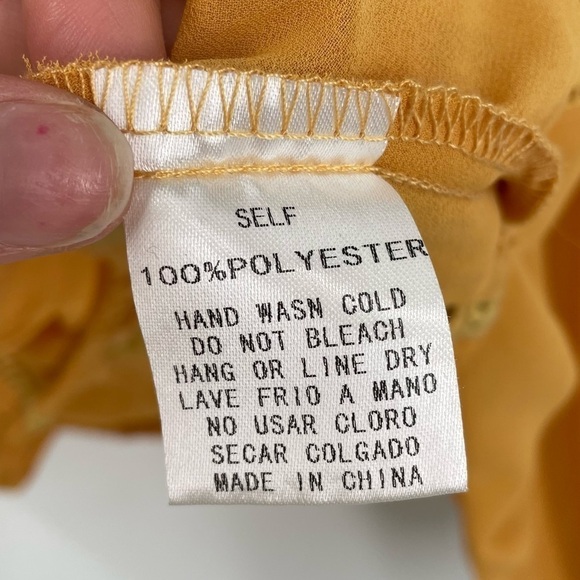 SELF
100%POLYESTER
HAND WASN COLD
DO NOT BLEACH
HANG OR LINE DRY
LAVE FRIO A MANO
NO USAR CLORO
SECAR COLGADO
MADE IN CHINA